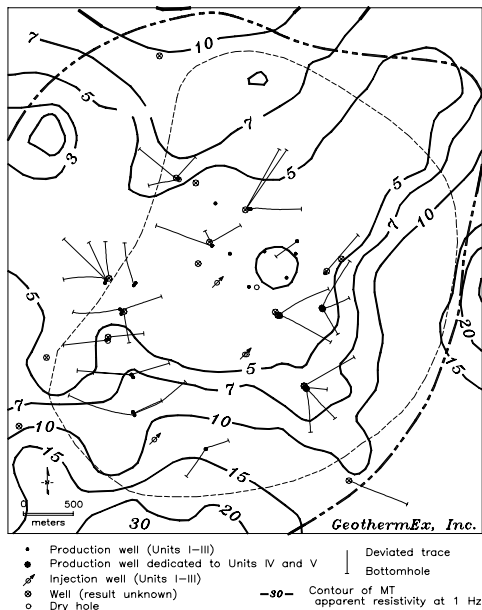 10
7
5
7
3
5
5
7
10
5
20
15
5
7
7
10
10
15
15
20
30
0 500
meters
GeothermEx, Inc.
Production well (Units I-III)
Production well dedicated to Units IV and V
Injection well (Units I-III)
Well (result unknown)
Dry hole
Deviated trace
Bottomhole
-30- Contour of MT
apparent resistivity at 1 Hz